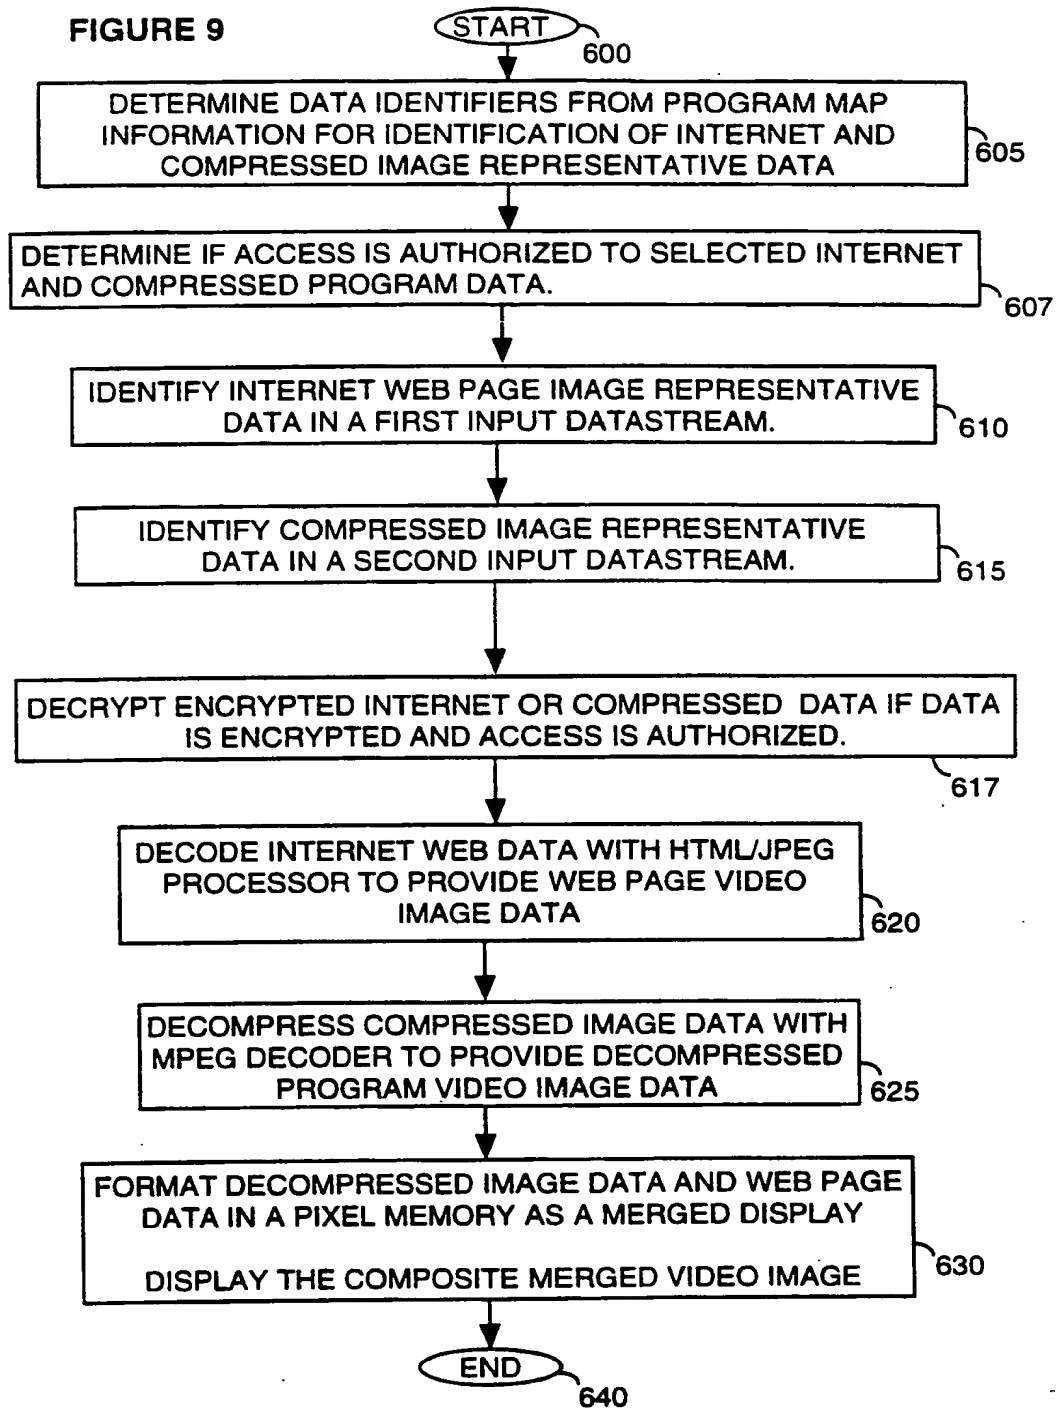 FIGURE 9
START
600
DETERMINE DATA IDENTIFIERS FROM PROGRAM MAP
INFORMATION FOR IDENTIFICATION OF INTERNET AND
COMPRESSED IMAGE REPRESENTATIVE DATA
605
DETERMINE IF ACCESS IS AUTHORIZED TO SELECTED INTERNET
AND COMPRESSED PROGRAM DATA.
607
IDENTIFY INTERNET WEB PAGE IMAGE REPRESENTATIVE
DATA IN A FIRST INPUT DATASTREAM.
610
IDENTIFY COMPRESSED IMAGE REPRESENTATIVE
DATA IN A SECOND INPUT DATASTREAM.
615
DECRYPT ENCRYPTED INTERNET OR COMPRESSED DATA IF DATA
IS ENCRYPTED AND ACCESS IS AUTHORIZED.
617
DECODE INTERNET WEB DATA WITH HTML/JPEG
PROCESSOR TO PROVIDE WEB PAGE VIDEO
IMAGE DATA
620
DECOMPRESS COMPRESSED IMAGE DATA WITH
MPEG DECODER TO PROVIDE DECOMPRESSED
PROGRAM VIDEO IMAGE DATA
625
FORMAT DECOMPRESSED IMAGE DATA AND WEB PAGE
DATA IN A PIXEL MEMORY AS A MERGED DISPLAY
DISPLAY THE COMPOSITE MERGED VIDEO IMAGE
630
END
640